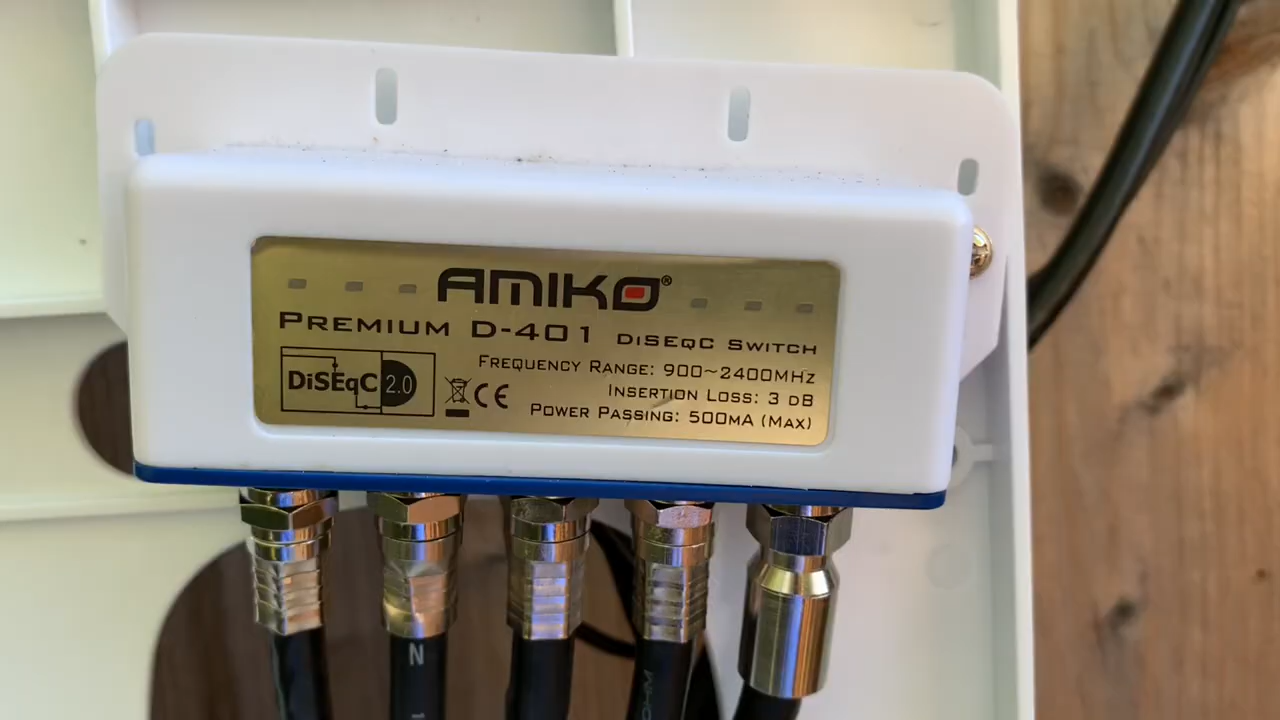 AMIKO®
PREMIUM D-401 DiSEqC SWITCH
DiSEqC 2.0
CE
FREQUENCY RANGE: 900~2400MHz
INSERTION LOSS: 3 dB
POWER PASSING: 500mA (MAX)
N